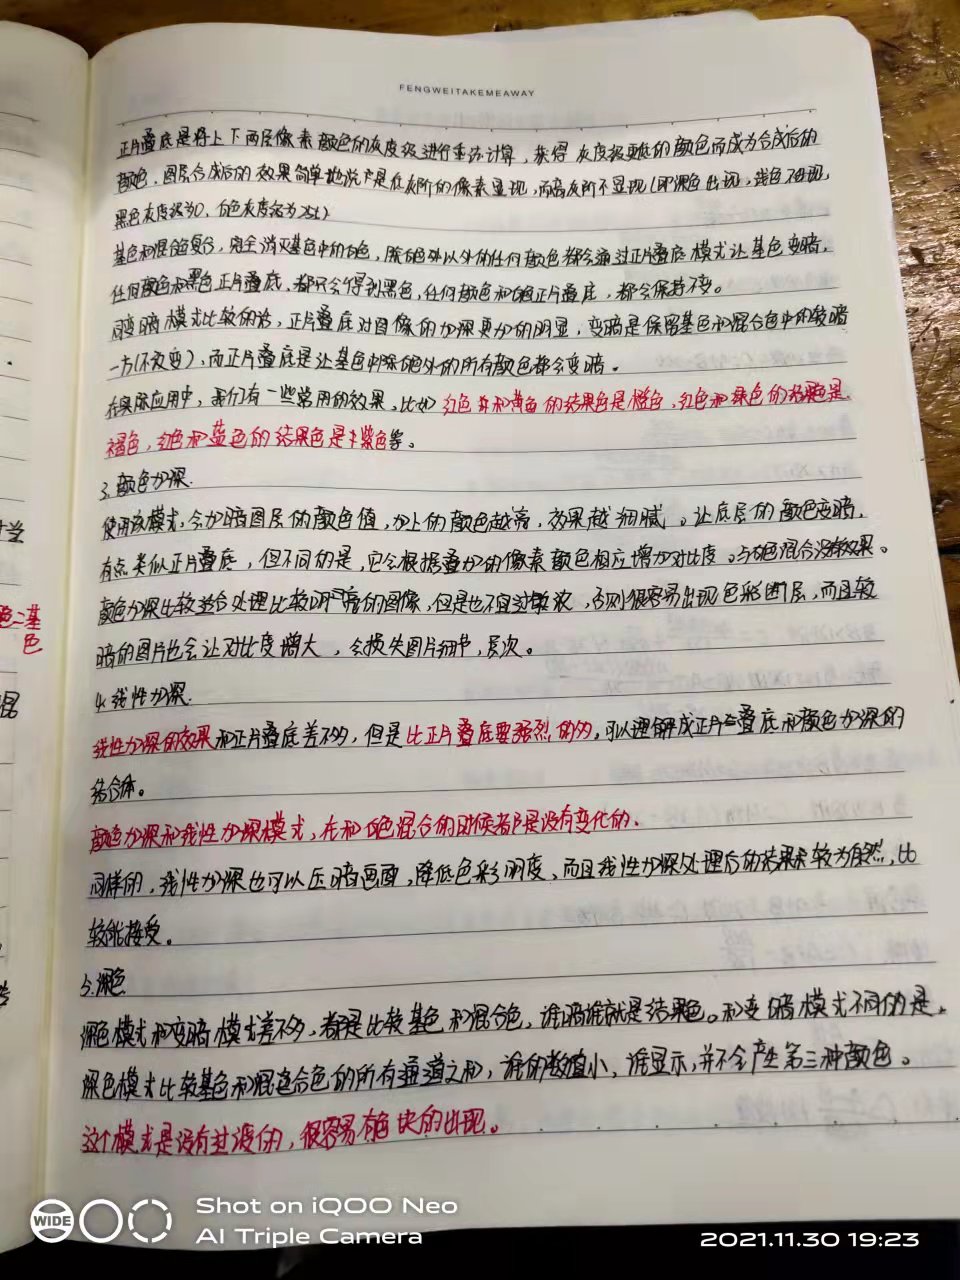 FENGWEITAKEMEAWAY
正片叠底是将上下两层像素颜色的灰度级进行乘法计算，获得灰度级更低的颜色而成为合成后的
颜色，图层合成后的效果简单地说就是低灰阶的像素显现，而高灰阶不显现（即深色出现，浅色不出现，
黑色灰度级为0，白色灰度级为255）
基色和混合色复合，完全消灭基色中的白色，除白色外以外的任何颜色都会通过正片叠底模式让基色变暗，
任何颜色和黑色正片叠底，都只会得到黑色，任何颜色和白色正片叠底，都会保持不变。
同变暗模式比较的话，正片叠底对图像的加深更加的明显，变暗是保留基色和混合色中的较暗
一方（不改变），而正片叠底是让基色中除白色外的所有颜色都会变暗。
在实际应用中，我们有一些常用的效果，比如红色和黄色的结果色是橙色，红色和绿色的结果色是
褐色，红色和蓝色的结果色是紫色等。
3.颜色加深.
使用该模式，会加暗图层的颜色值，加上的颜色越亮，效果越细腻。让底层的颜色变暗，
有点类似正片叠底，但不同的是，它会根据叠加的像素颜色相应增加对比度。与白色混合没有效果。
颜色加深比较适合处理比较明亮的图像，但是也不宜过度，否则很容易出现色彩断层，而且较
暗的图片也会让对比度增大，会损失图片细节，层次。
4.线性加深.
线性加深的效果和正片叠底差不多，但是比正片叠底要强烈的多，可以理解成正片叠底和颜色加深的
结合体。
颜色加深和线性加深模式，在和白色混合的时候都是没有变化的.
同样的，线性加深也可以压暗画面，降低色彩明度，而且线性加深处理后的结果较为自然，比
较能接受。
5.深色
深色模式和变暗模式差不多，都是比较基色和混合色，谁暗谁就是结果色。和变暗模式不同的是，
深色模式比较基色和混合色的所有通道之和，谁的数值小，谁显示，并不会产生第三种颜色。
这个模式是没有过渡的，很容易有色块的出现。
色=基
色
混
WIDE
Shot on iQOO Neo
AI Triple Camera
2021.11.30 19:23